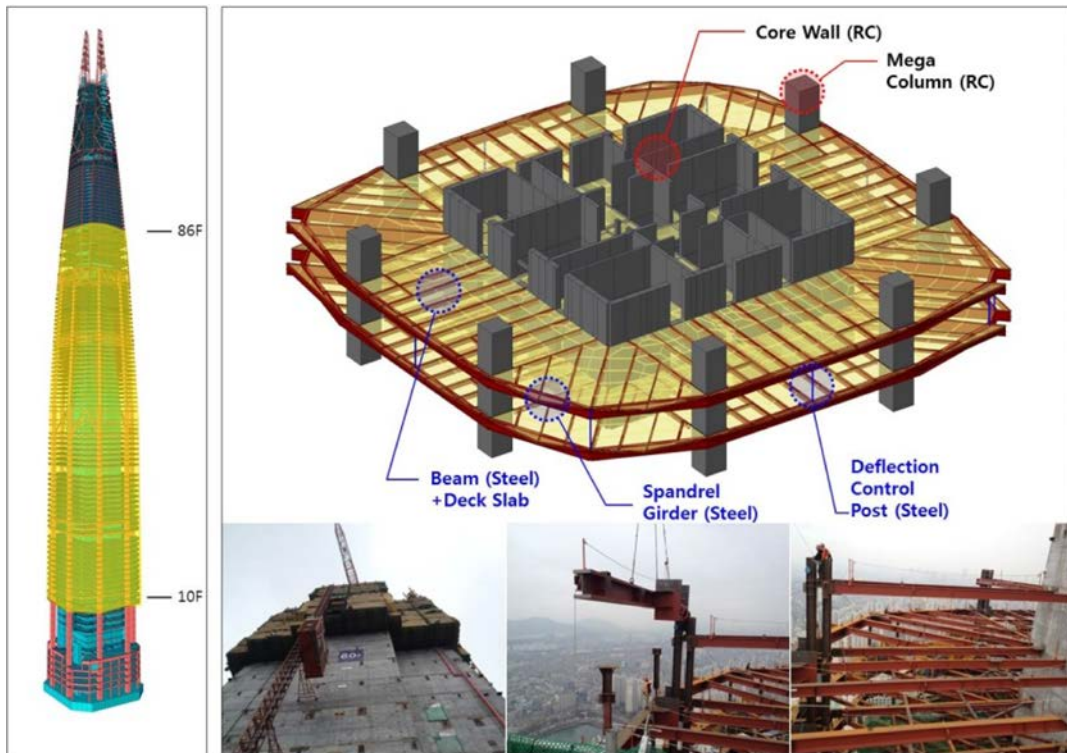 Core Wall (RC)
Mega
Column (RC)
86F
10F
Beam (Steel)
+Deck Slab
Spandrel
Girder (Steel)
Deflection
Control
Post (Steel)